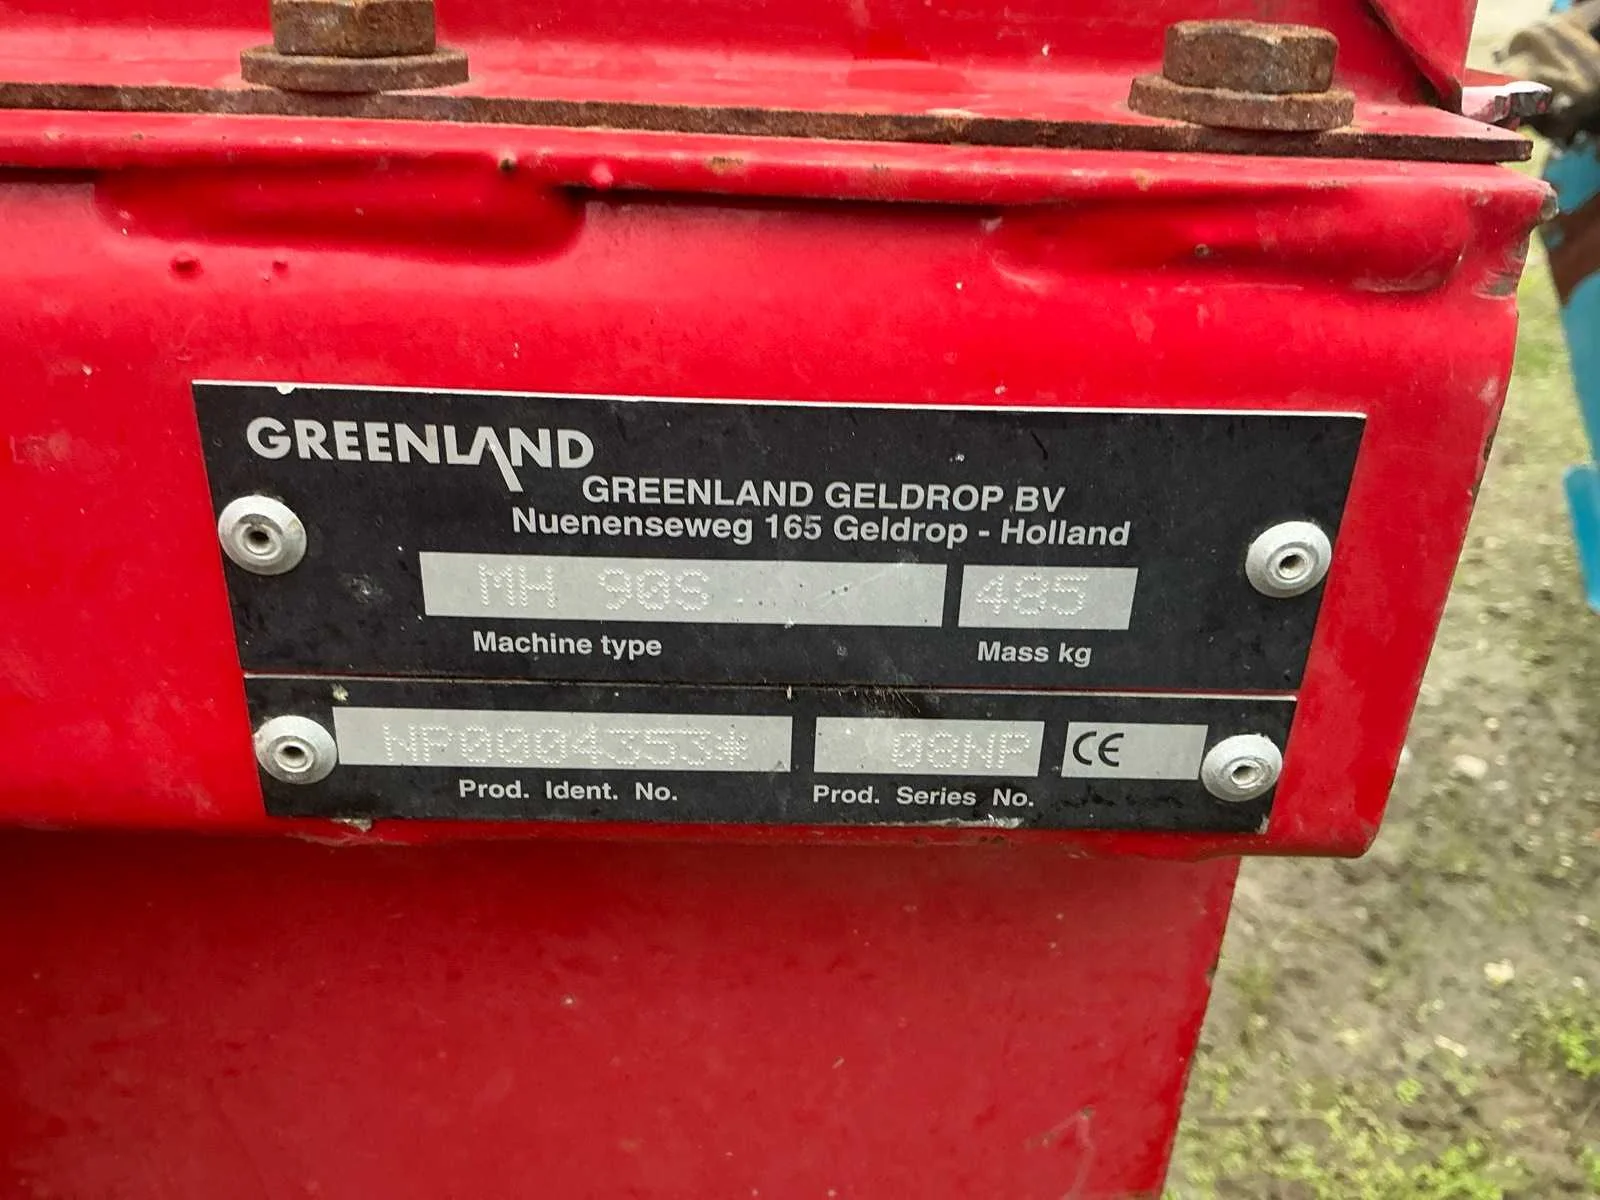 GREENLAND
GREENLAND GELDROP BV
Nuenenseweg 165 Geldrop - Holland
MH 90S 485
Machine type Mass kg
NP0004353* 08NP CE
Prod. Ident. No. Prod. Series No.